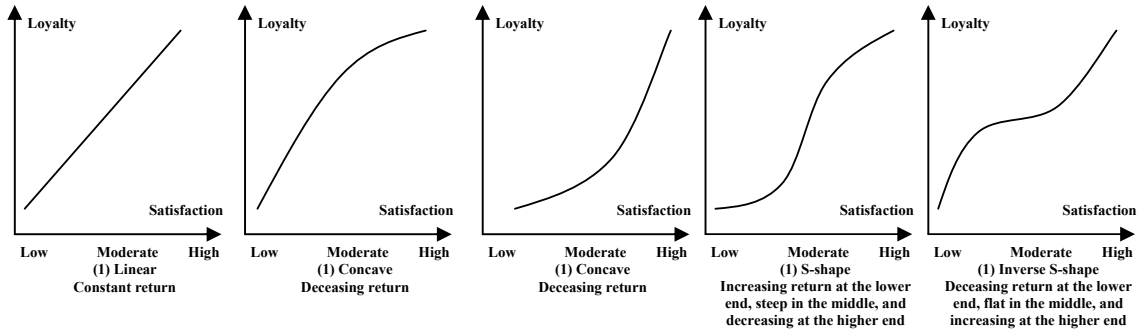 Loyalty
Satisfaction
Low Moderate High
(1) Linear
Constant return
Loyalty
Satisfaction
Low Moderate High
(1) Concave
Deceasing return
Loyalty
Satisfaction
Low Moderate High
(1) Concave
Deceasing return
Loyalty
Satisfaction
Low Moderate High
(1) S-shape
Increasing return at the lower
end, steep in the middle, and
decreasing at the higher end
Loyalty
Satisfaction
Low Moderate High
(1) Inverse S-shape
Deceasing return at the lower
end, flat in the middle, and
increasing at the higher end